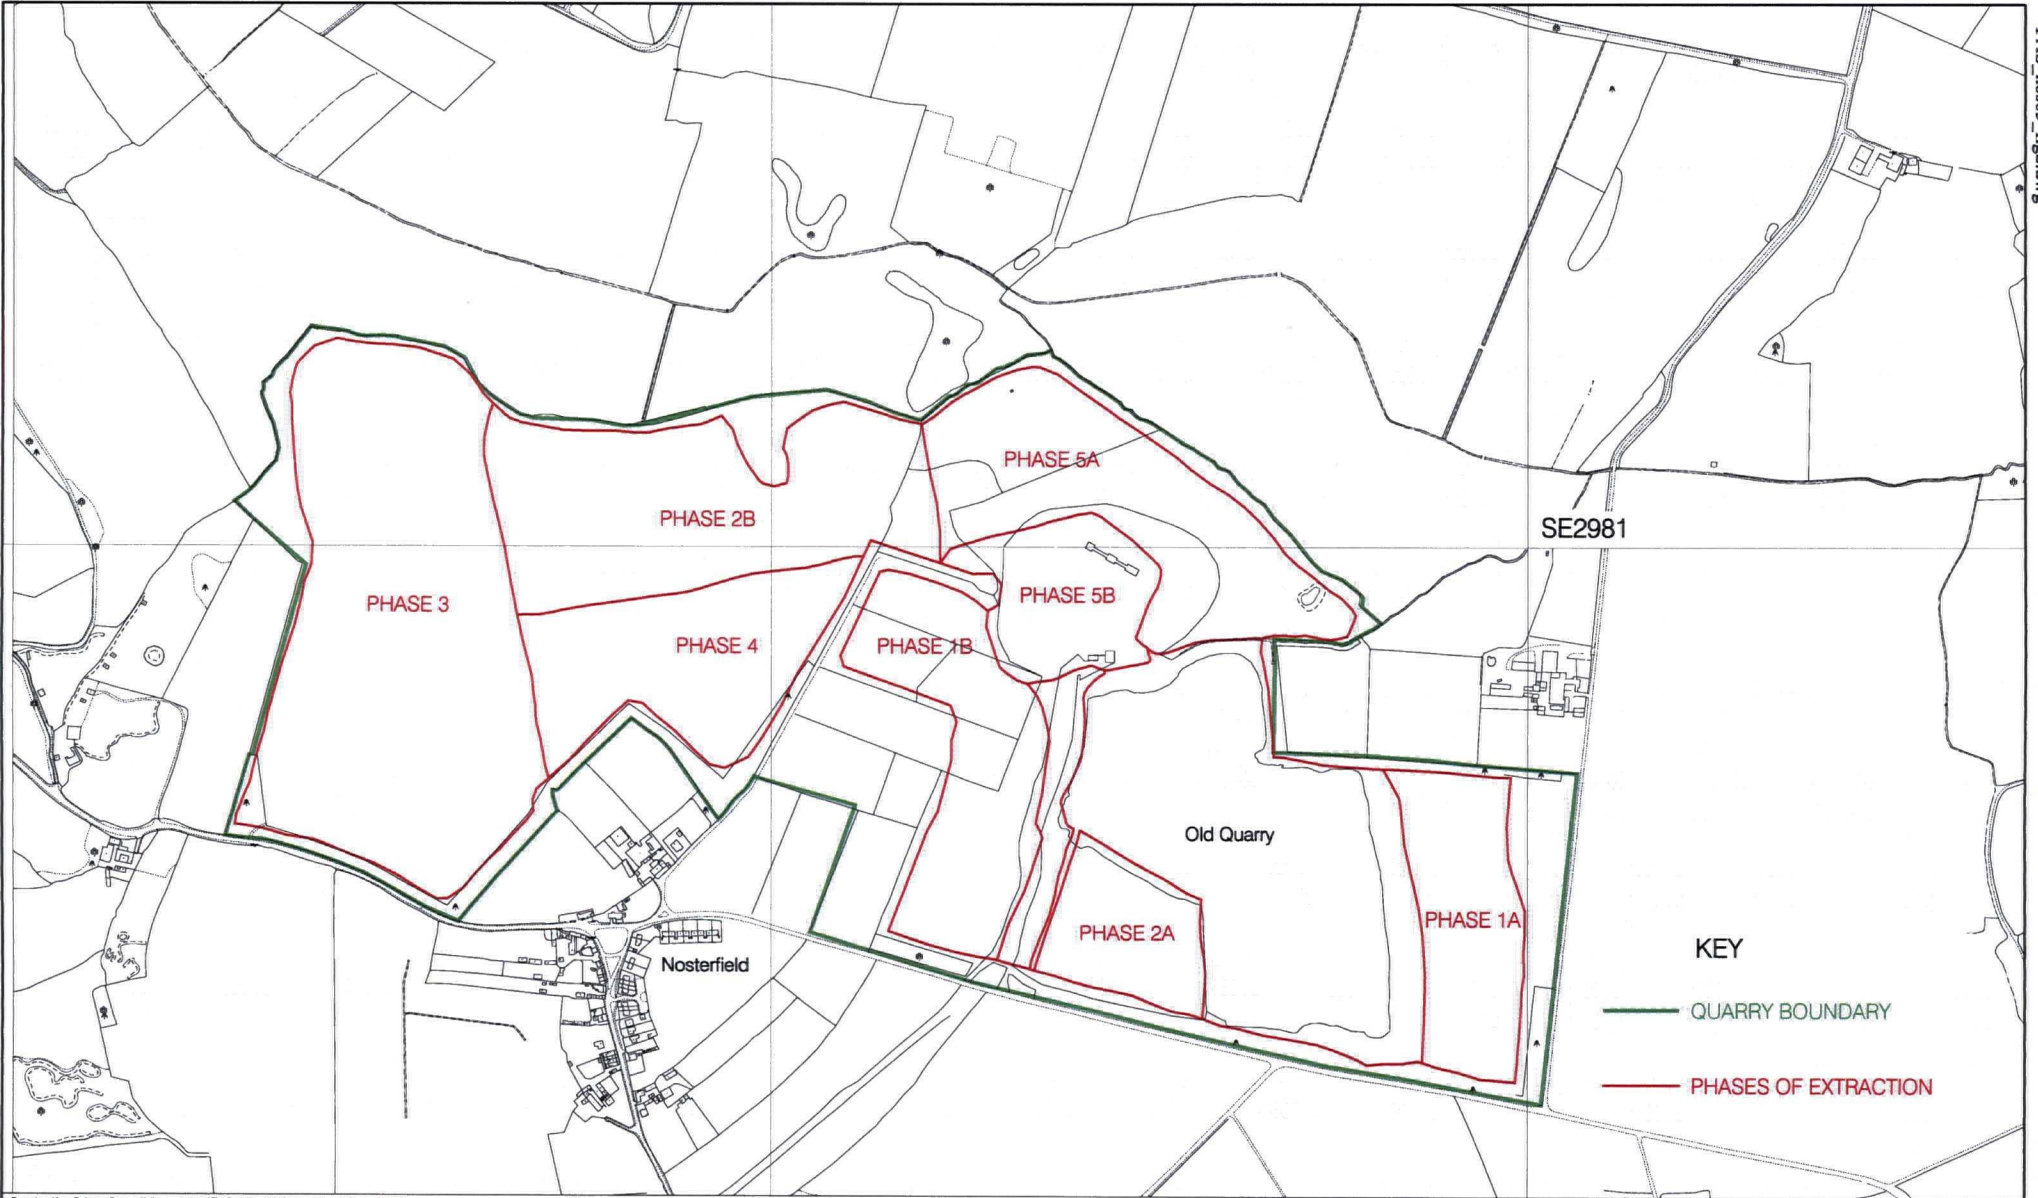 PHASE 5A
PHASE 2B
SE2981
PHASE 3
PHASE 5B
PHASE 4
PHASE 1B
Old Quarry
PHASE 1A
PHASE 2A
Nosterfield
KEY
QUARRY BOUNDARY
PHASES OF EXTRACTION